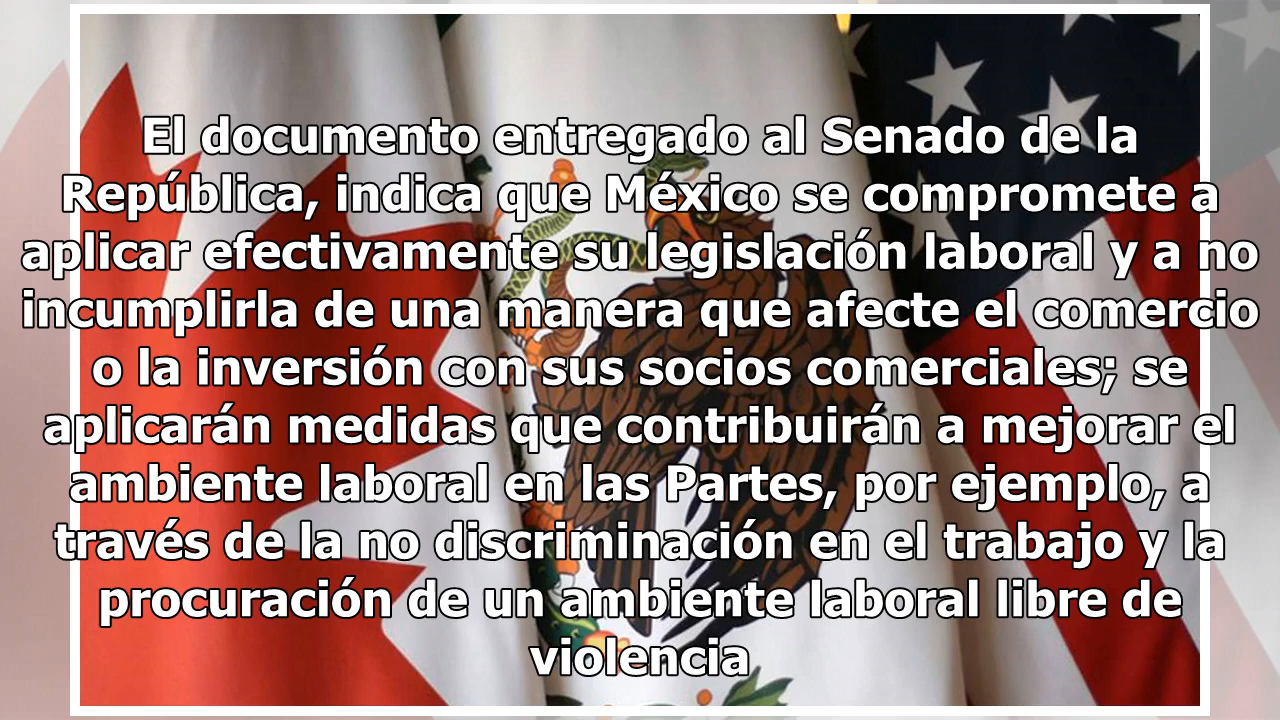 El documento entregado al Senado de la
República, indica que México se compromete a
aplicar efectivamente su legislación laboral y a no
incumplirla de una manera que afecte el comercio
o la inversión con sus socios comerciales; se
aplicarán medidas que contribuirán a mejorar el
ambiente laboral en las Partes, por ejemplo, a
través de la no discriminación en el trabajo y la
procuración de un ambiente laboral libre de
violencia